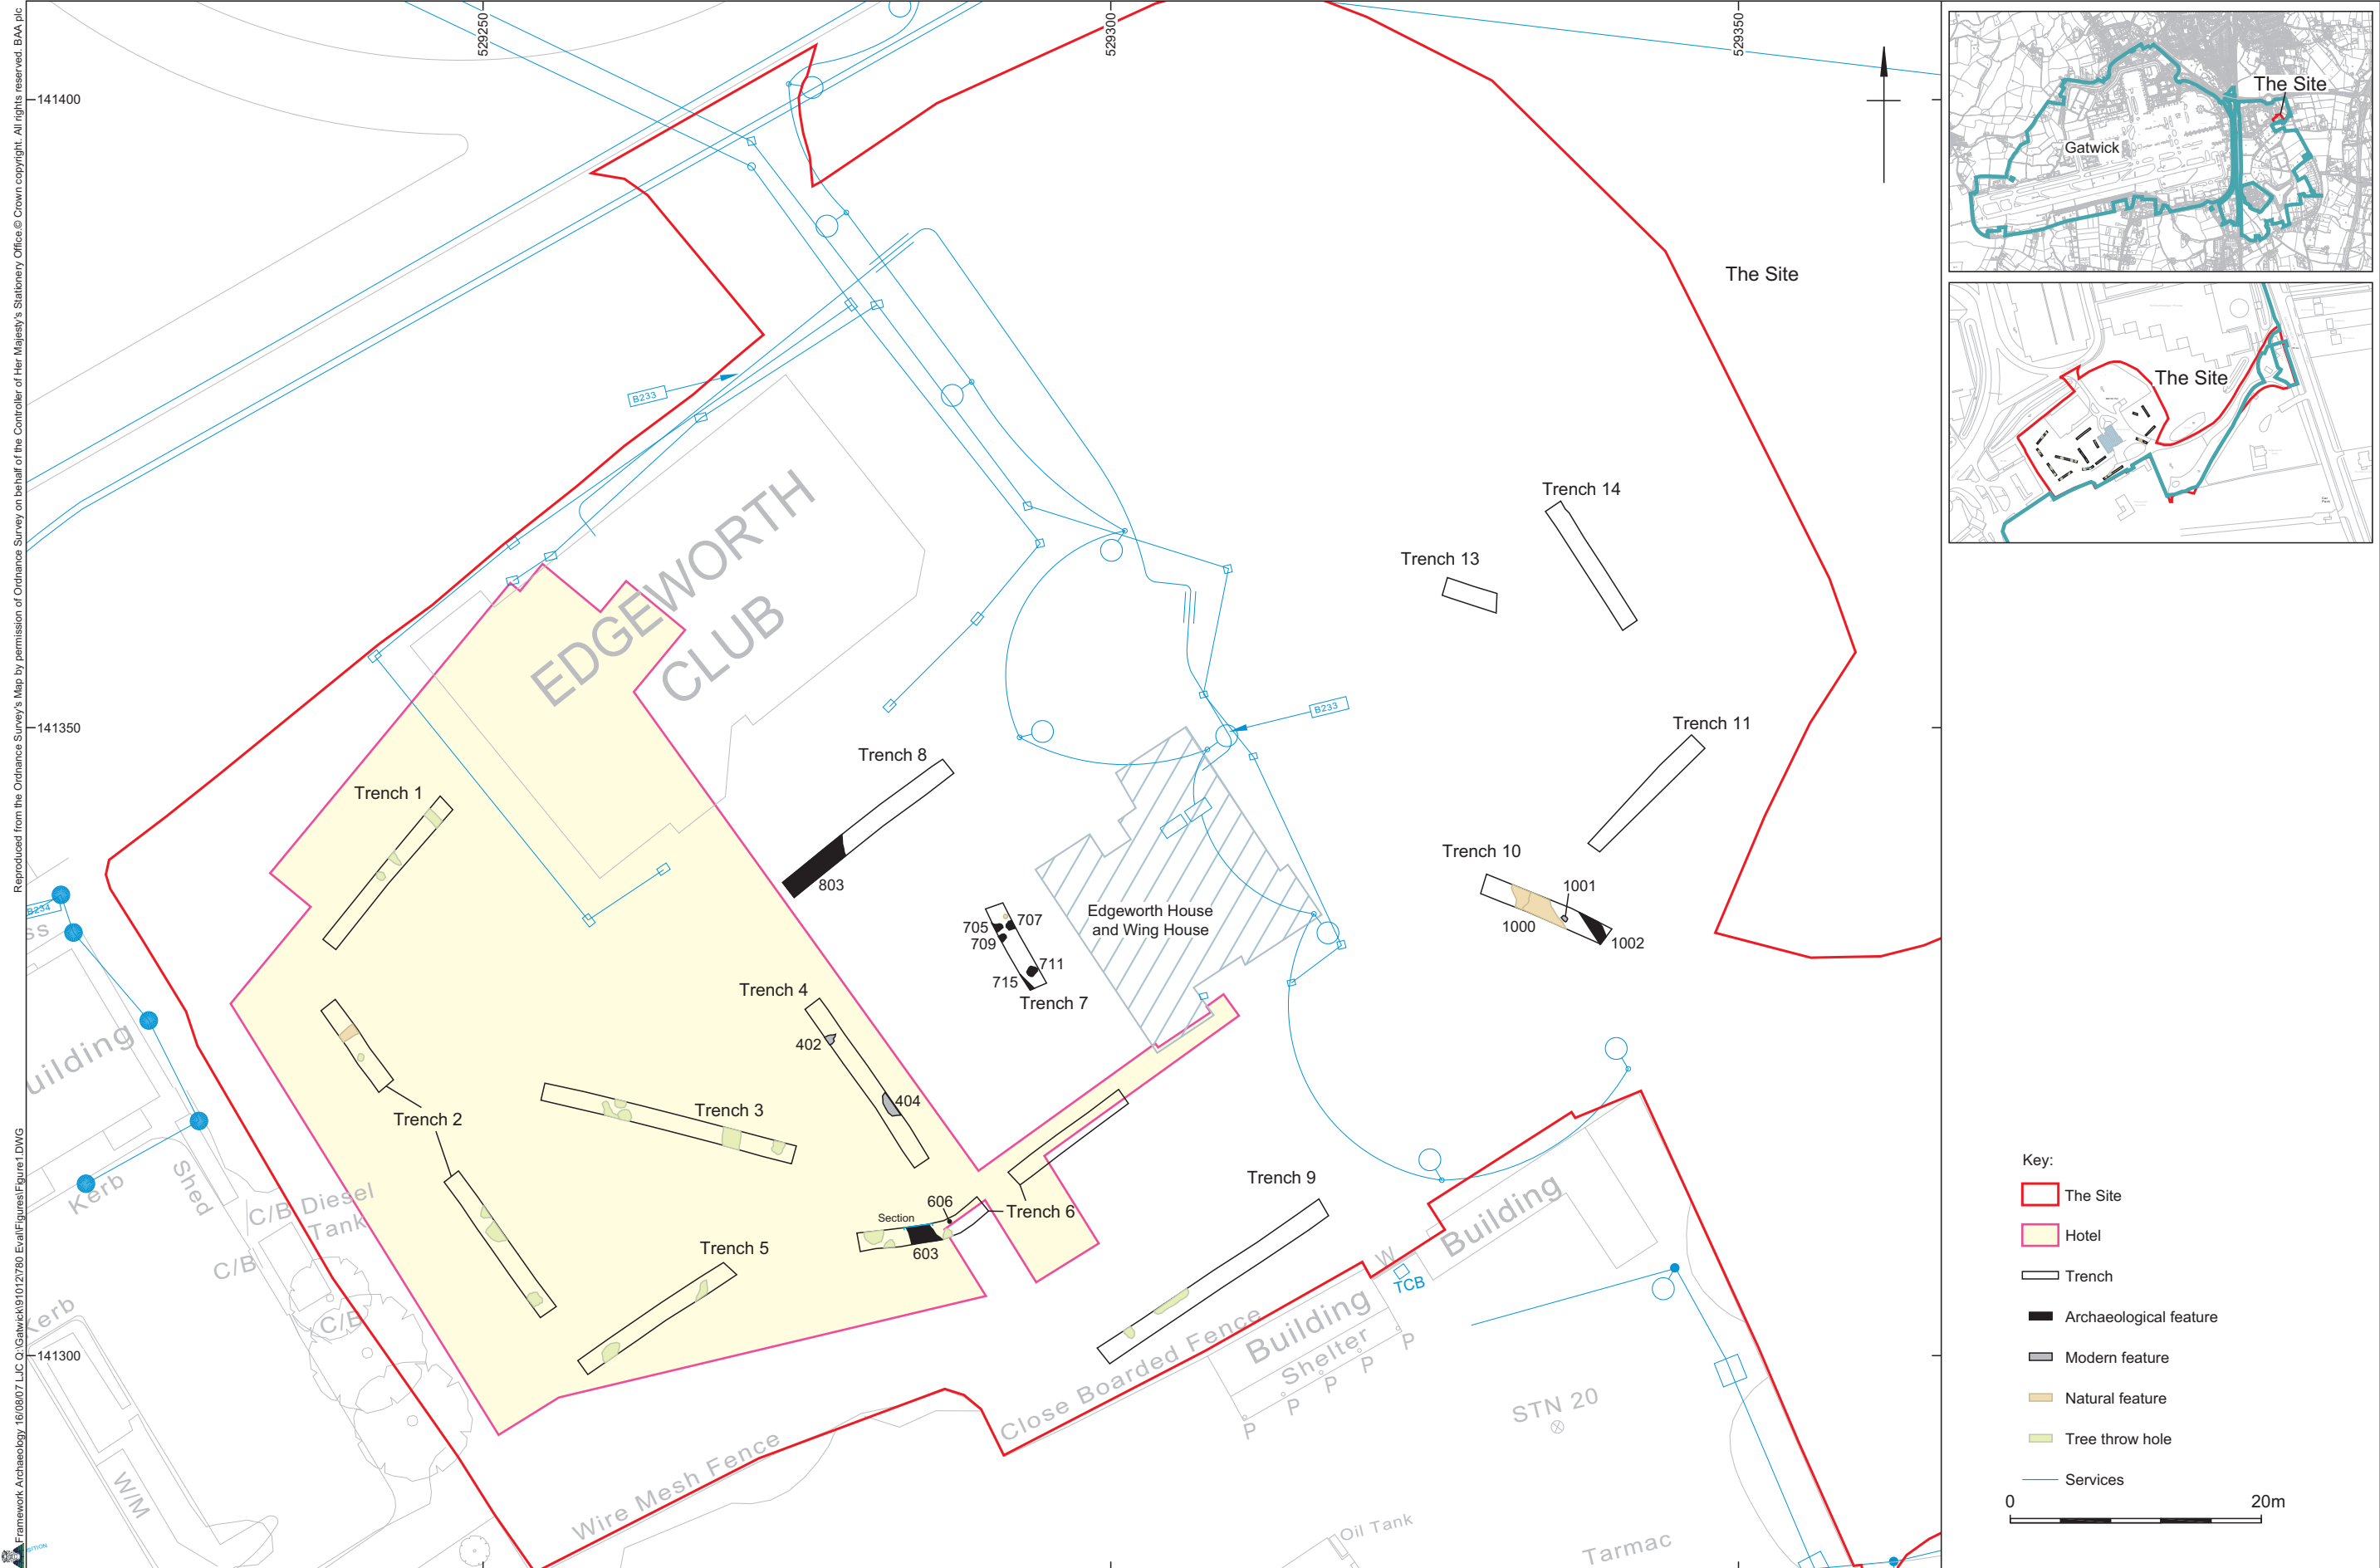 Reproduced from the Ordnance Survey's Map by permission of Ordnance Survey on behalf of the Controller of Her Majesty's Stationery Office.© Crown copyright. All rights reserved. BAA plc
Framework Archaeology 16/08/07 LJC Q:\Gatwick\91012\780 Eval\Figures\Figure1.DWG
529250
529300
529350
141400
141350
141300
The Site
B233
EDGEWORTH
CLUB
Trench 14
Trench 13
B233
Trench 11
Trench 8
803
Trench 1
Trench 10
1001
1000
1002
Edgeworth House
and Wing House
705
707
709
711
715
Trench 7
B234
ss
uilding
Trench 4
402
404
Trench 2
Trench 3
Trench 9
Kerb
Shed
C/B Diesel
Tank
C/B
C/B
Kerb
W/M
606
Section
603
Trench 6
Trench 5
Building
W
TCB
Building
Shelter
P
P
P
P
P
Close Boarded Fence
Wire Mesh Fence
STN 20
Oil Tank
Tarmac
The Site
Gatwick
The Site
Key:
The Site
Hotel
Trench
Archaeological feature
Modern feature
Natural feature
Tree throw hole
Services
0 20m